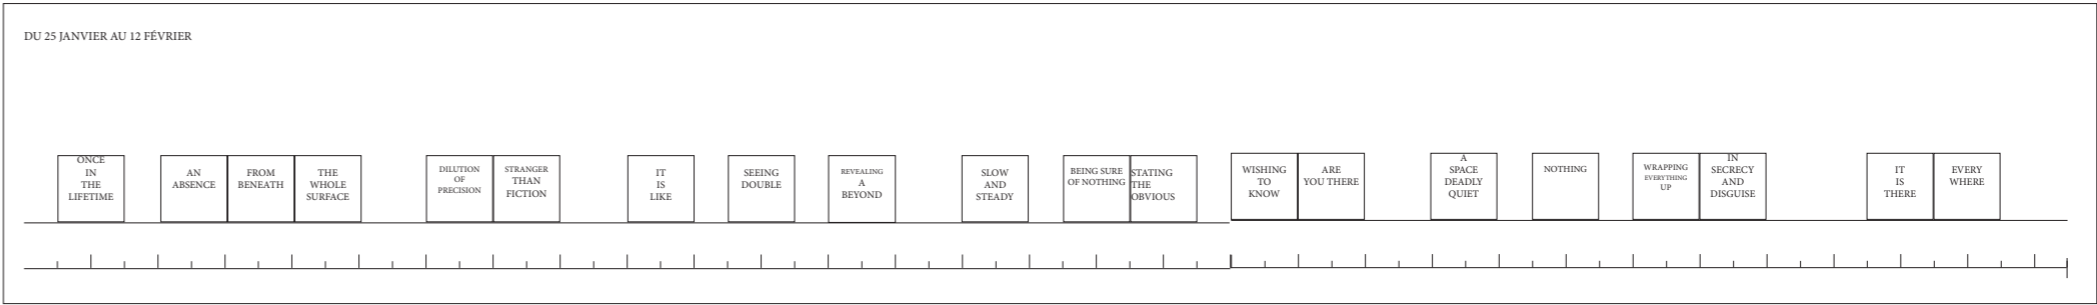 DU 25 JANVIER AU 12 FÉVRIER
ONCE
IN
THE
LIFETIME
AN
ABSENCE
FROM
BENEATH
THE
WHOLE
SURFACE
DILUTION
OF
PRECISION
STRANGER
THAN
FICTION
IT
IS
LIKE
SEEING
DOUBLE
REVEALING
A
BEYOND
SLOW
AND
STEADY
BEING SURE
OF NOTHING
STATING
THE
OBVIOUS
WISHING
TO
KNOW
ARE
YOU THERE
A
SPACE
DEADLY
QUIET
NOTHING
WRAPPING
EVERYTHING
UP
IN
SECRECY
AND
DISGUISE
IT
IS
THERE
EVERY
WHERE